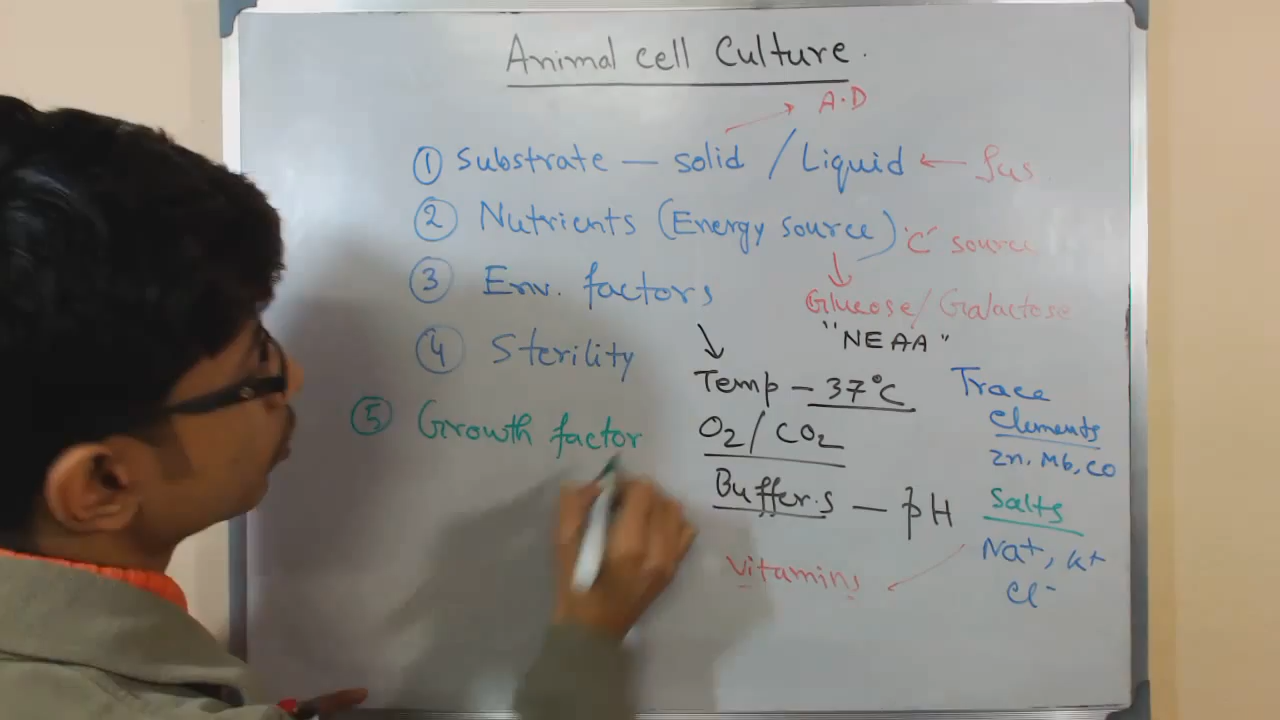 Animal cell Culture.
A.D
① Substrate — solid / Liquid ← Sus
② Nutrients (Energy source) 'C' source
③ Env. factors
Glucose/Galactose
"NEAA"
④ Sterility
Temp — 37°C
Trace
Elements
Zn, Mb, Co
⑤ Growth factor
O2/CO2
Buffers — pH
Salts
Na+, K+
Cl-
Vitamins